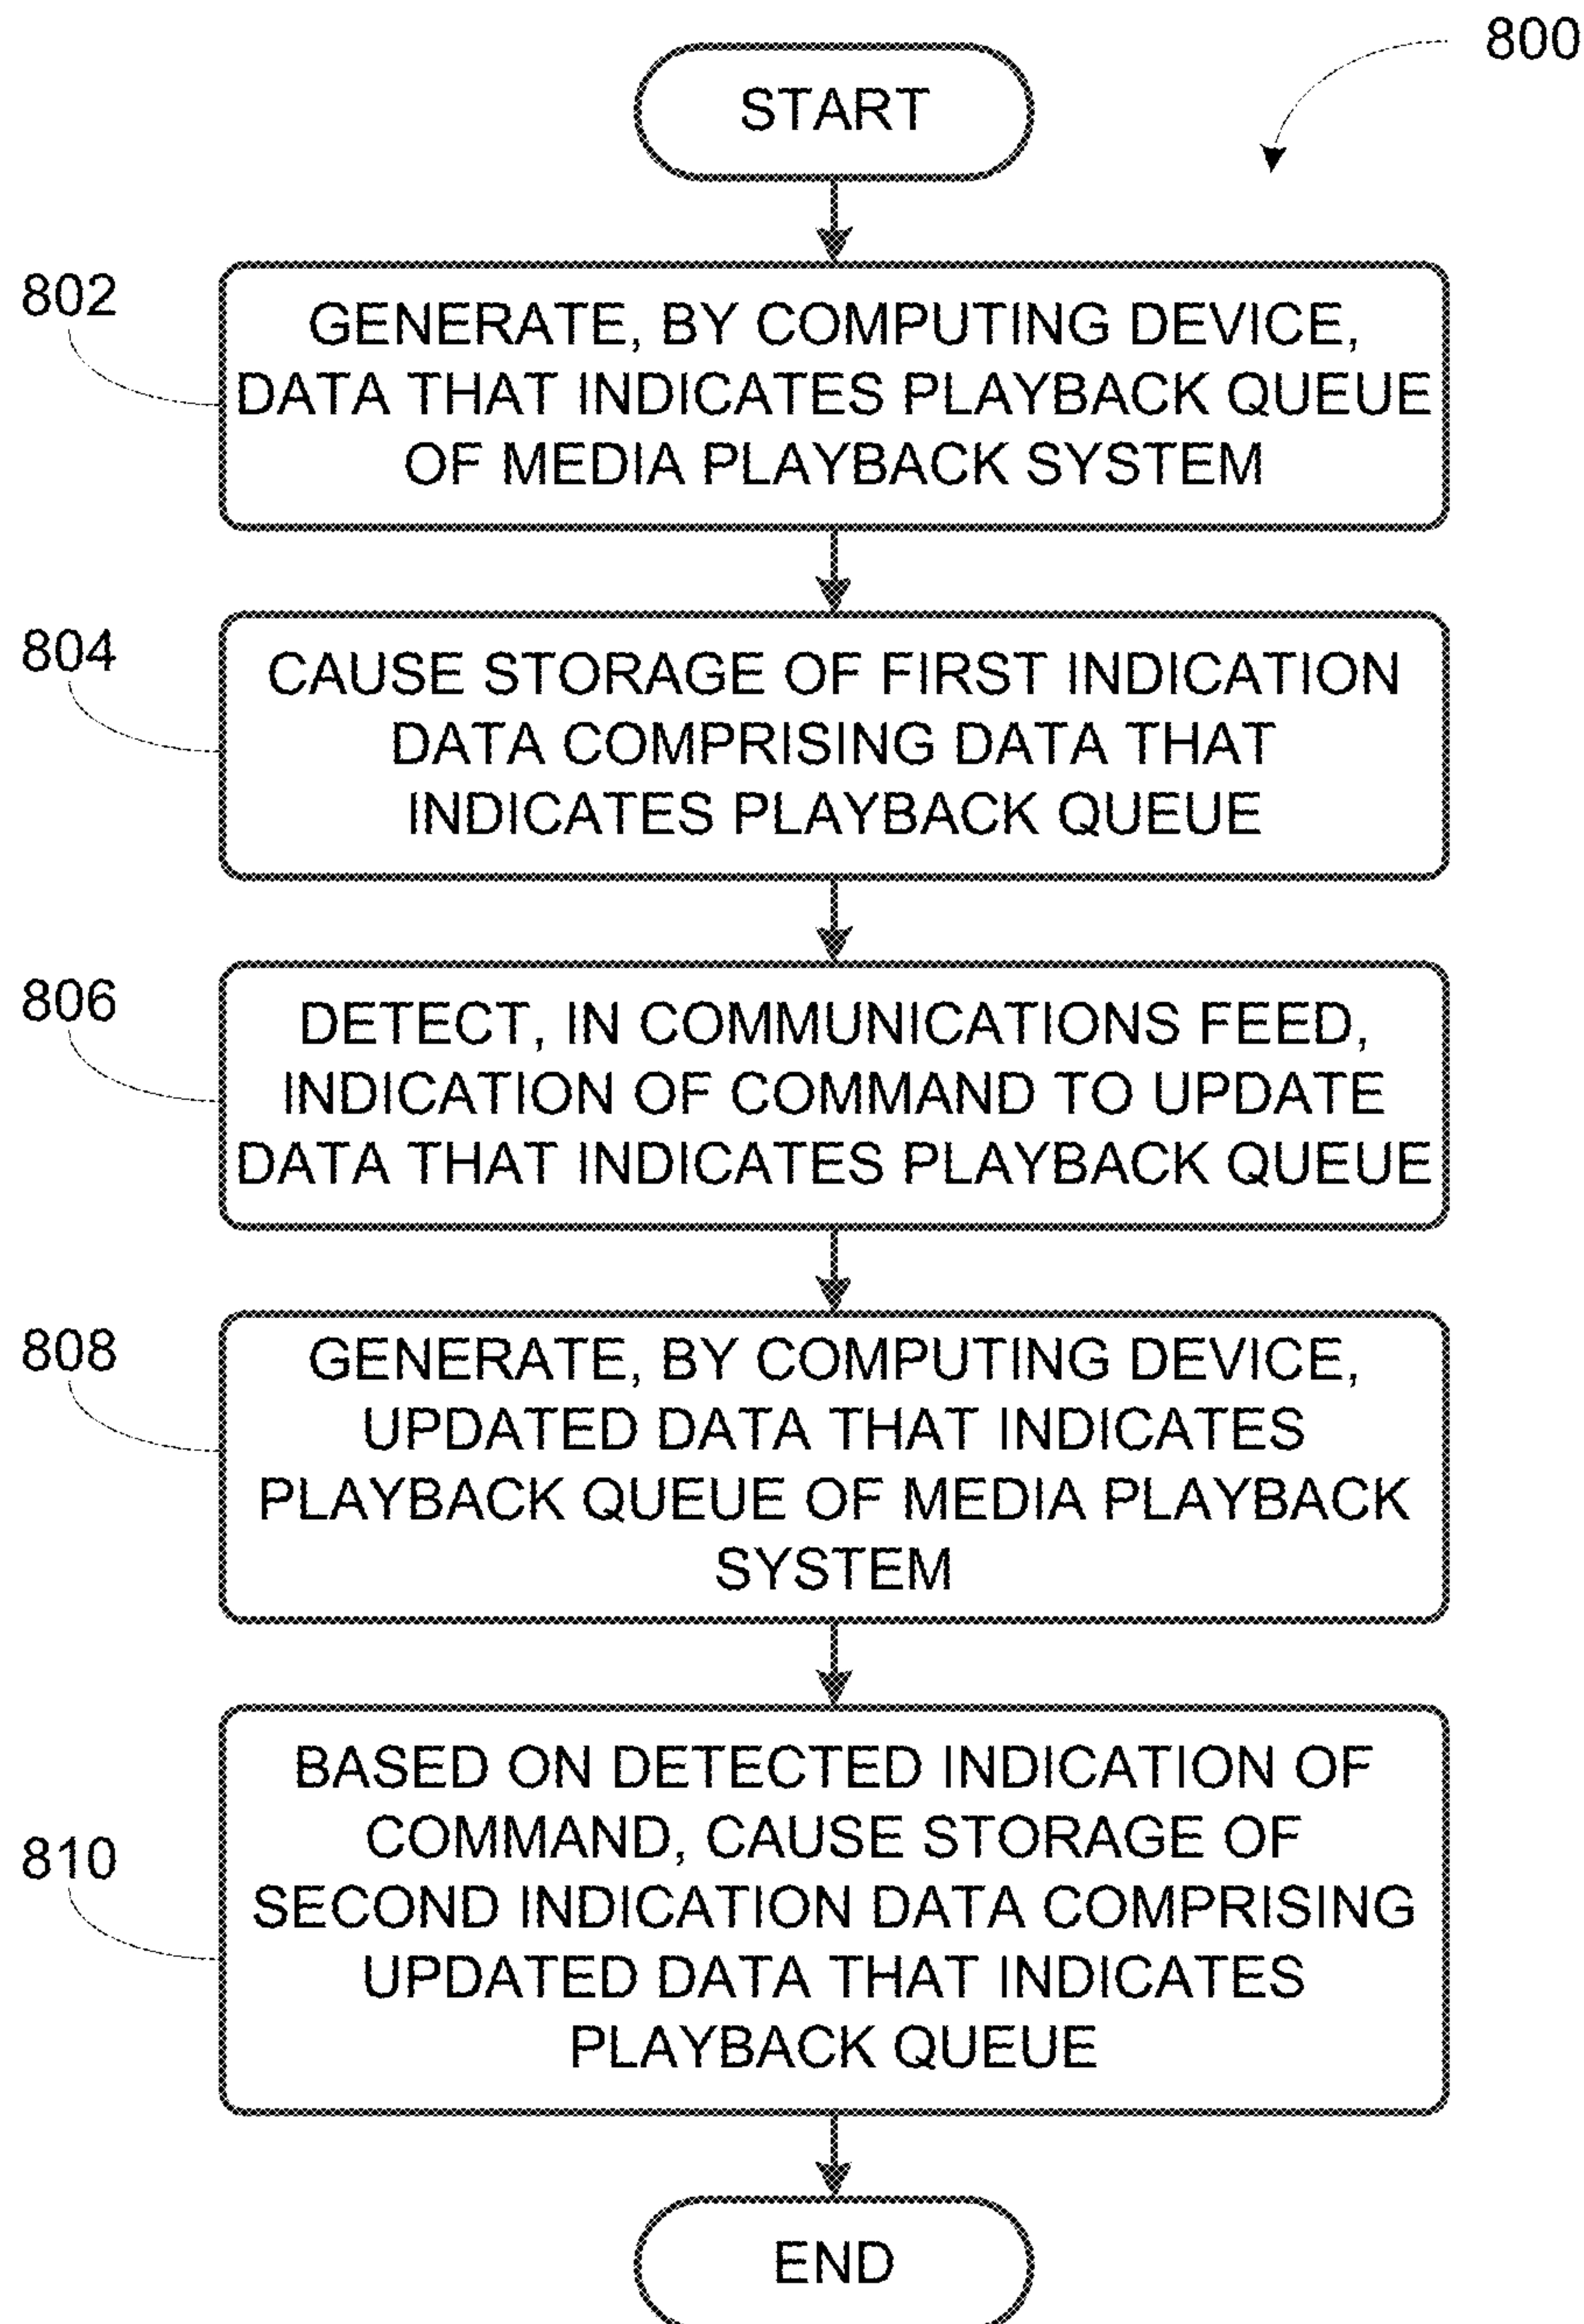 800
START
802
GENERATE, BY COMPUTING DEVICE,
DATA THAT INDICATES PLAYBACK QUEUE
OF MEDIA PLAYBACK SYSTEM
804
CAUSE STORAGE OF FIRST INDICATION
DATA COMPRISING DATA THAT
INDICATES PLAYBACK QUEUE
806
DETECT, IN COMMUNICATIONS FEED,
INDICATION OF COMMAND TO UPDATE
DATA THAT INDICATES PLAYBACK QUEUE
808
GENERATE, BY COMPUTING DEVICE,
UPDATED DATA THAT INDICATES
PLAYBACK QUEUE OF MEDIA PLAYBACK
SYSTEM
810
BASED ON DETECTED INDICATION OF
COMMAND, CAUSE STORAGE OF
SECOND INDICATION DATA COMPRISING
UPDATED DATA THAT INDICATES
PLAYBACK QUEUE
END